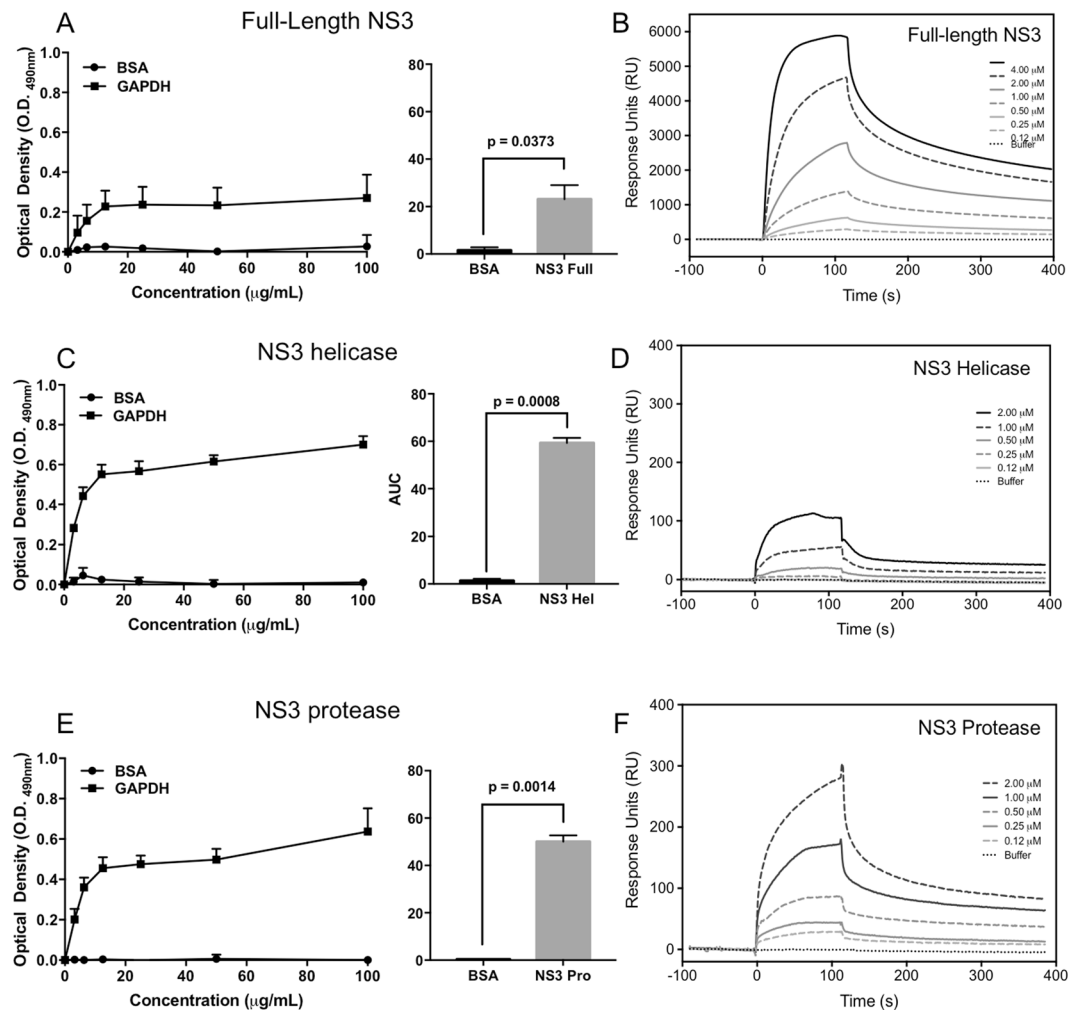 A
Full-Length NS3
BSA
GAPDH
Optical Density (O.D. 490nm)
1.0
0.8
0.6
0.4
0.2
0.0
0 20 40 60 80 100
Concentration (μg/mL)
80
60
40
20
0
p = 0.0373
BSA NS3 Full
B
Full-length NS3
4.00 μM
2.00 μM
1.00 μM
0.50 μM
0.25 μM
0.12 μM
Buffer
Response Units (RU)
6000
5000
4000
3000
2000
1000
0
-100 0 100 200 300 400
Time (s)
C
NS3 helicase
BSA
GAPDH
Optical Density (O.D. 490nm)
1.0
0.8
0.6
0.4
0.2
0.0
0 20 40 60 80 100
Concentration (μg/mL)
AUC
80
60
40
20
0
p = 0.0008
BSA NS3 Hel
D
NS3 Helicase
2.00 μM
1.00 μM
0.50 μM
0.25 μM
0.12 μM
Buffer
Response Units (RU)
400
300
200
100
0
-100 0 100 200 300 400
Time (s)
E
NS3 protease
BSA
GAPDH
Optical Density (O.D. 490nm)
1.0
0.8
0.6
0.4
0.2
0.0
0 20 40 60 80 100
Concentration (μg/mL)
80
60
40
20
0
p = 0.0014
BSA NS3 Pro
F
NS3 Protease
2.00 μM
1.00 μM
0.50 μM
0.25 μM
0.12 μM
Buffer
Response Units (RU)
400
300
200
100
0
-100 0 100 200 300 400
Time (s)